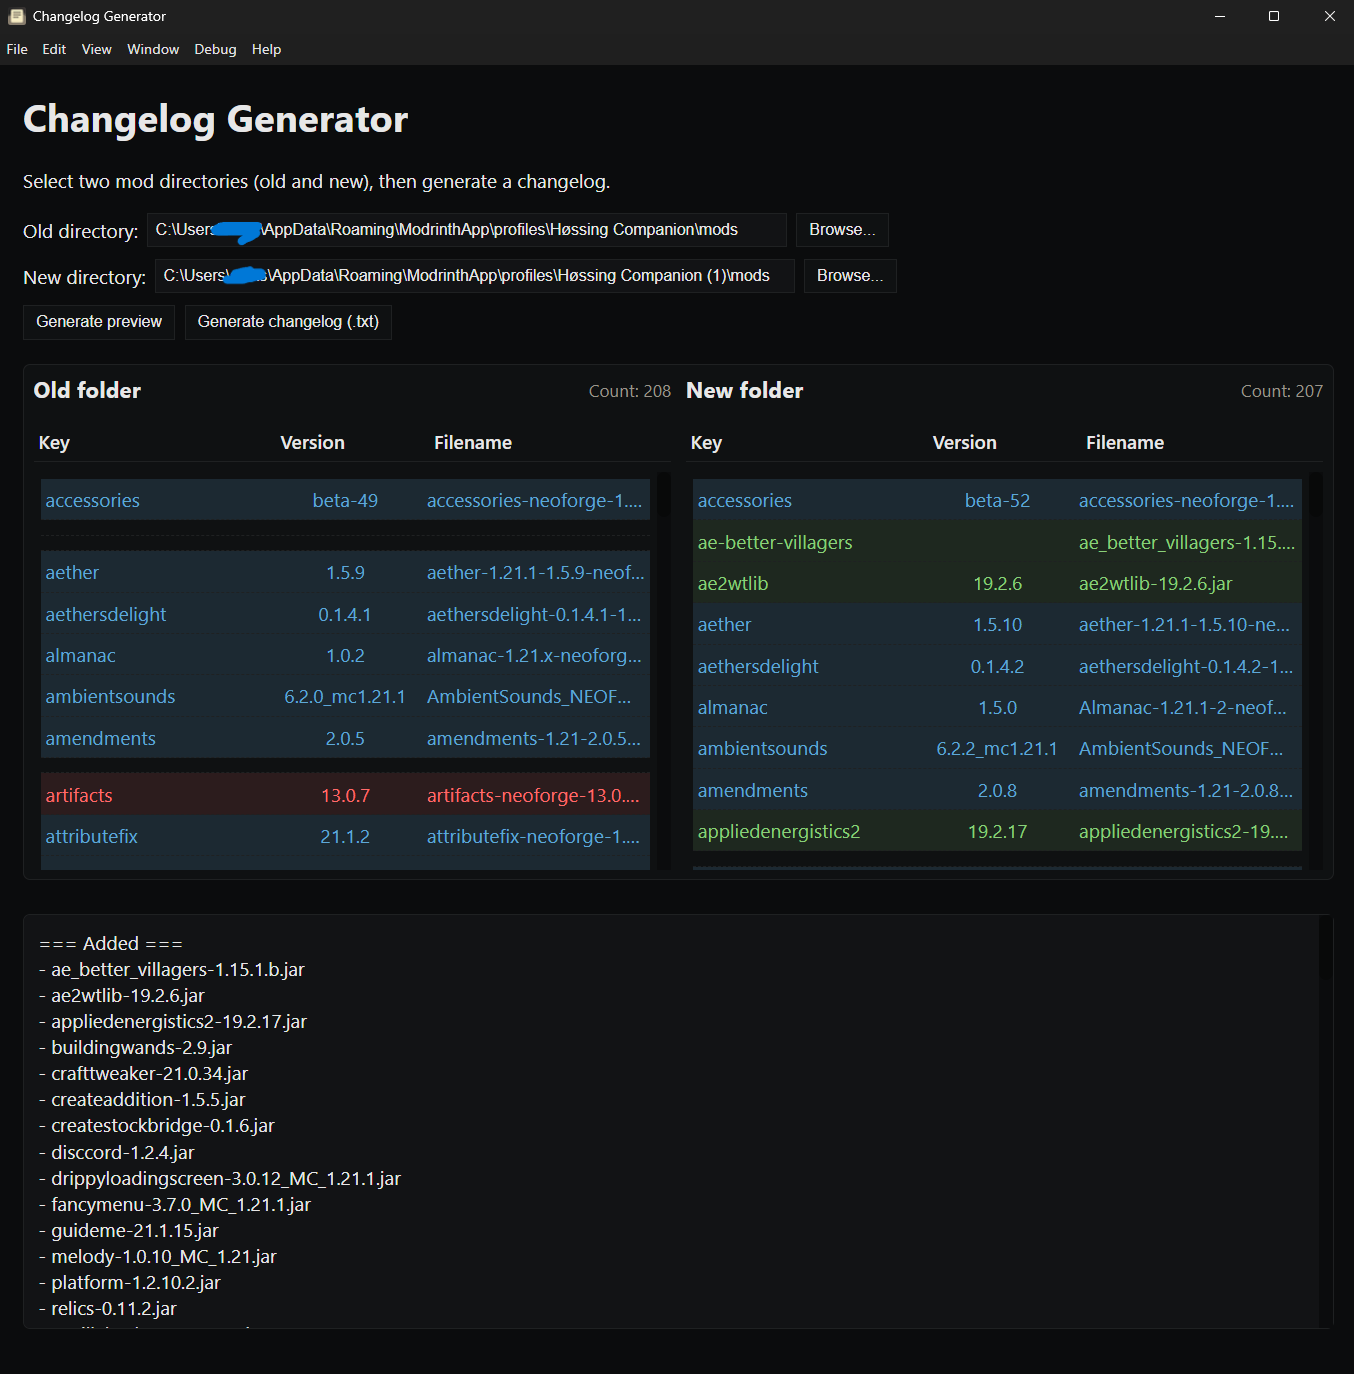 Changelog Generator
File Edit View Window Debug Help
Changelog Generator
Select two mod directories (old and new), then generate a changelog.
Old directory: C:\Users\AppData\Roaming\ModrinthApp\profiles\Høssing Companion\mods Browse...
New directory: C:\Users\s\AppData\Roaming\ModrinthApp\profiles\Høssing Companion (1)\mods Browse...
Generate preview Generate changelog (.txt)
Old folder Count: 208
Key Version Filename
accessories beta-49 accessories-neoforge-1....
aether 1.5.9 aether-1.21.1-1.5.9-neof...
aethersdelight 0.1.4.1 aethersdelight-0.1.4.1-1...
almanac 1.0.2 almanac-1.21.x-neoforg...
ambientsounds 6.2.0_mc1.21.1 AmbientSounds_NEOF...
amendments 2.0.5 amendments-1.21-2.0.5...
artifacts 13.0.7 artifacts-neoforge-13.0....
attributefix 21.1.2 attributefix-neoforge-1....
New folder Count: 207
Key Version Filename
accessories beta-52 accessories-neoforge-1....
ae-better-villagers ae_better_villagers-1.15....
ae2wtlib 19.2.6 ae2wtlib-19.2.6.jar
aether 1.5.10 aether-1.21.1-1.5.10-ne...
aethersdelight 0.1.4.2 aethersdelight-0.1.4.2-1...
almanac 1.5.0 Almanac-1.21.1-2-neof...
ambientsounds 6.2.2_mc1.21.1 AmbientSounds_NEOF...
amendments 2.0.8 amendments-1.21-2.0.8...
appliedenergistics2 19.2.17 appliedenergistics2-19....
=== Added ===
- ae_better_villagers-1.15.1.b.jar
- ae2wtlib-19.2.6.jar
- appliedenergistics2-19.2.17.jar
- buildingwands-2.9.jar
- crafttweaker-21.0.34.jar
- createaddition-1.5.5.jar
- createstockbridge-0.1.6.jar
- disccord-1.2.4.jar
- drippyloadingscreen-3.0.12_MC_1.21.1.jar
- fancymenu-3.7.0_MC_1.21.1.jar
- guideme-21.1.15.jar
- melody-1.0.10_MC_1.21.jar
- platform-1.2.10.2.jar
- relics-0.11.2.jar